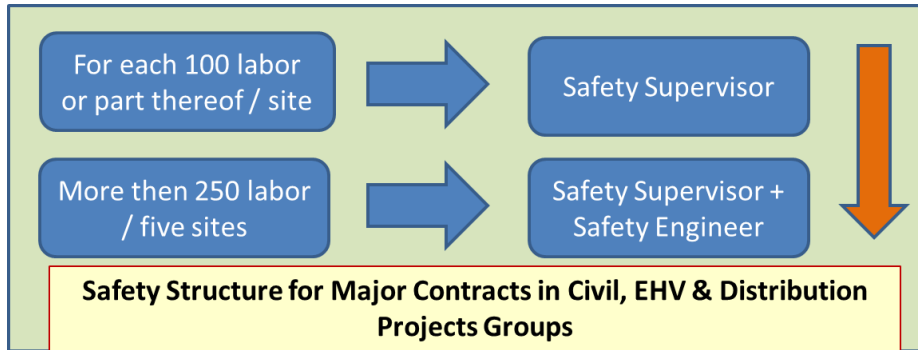 For each 100 labor
or part thereof / site
Safety Supervisor
More then 250 labor
/ five sites
Safety Supervisor +
Safety Engineer
Safety Structure for Major Contracts in Civil, EHV & Distribution
Projects Groups